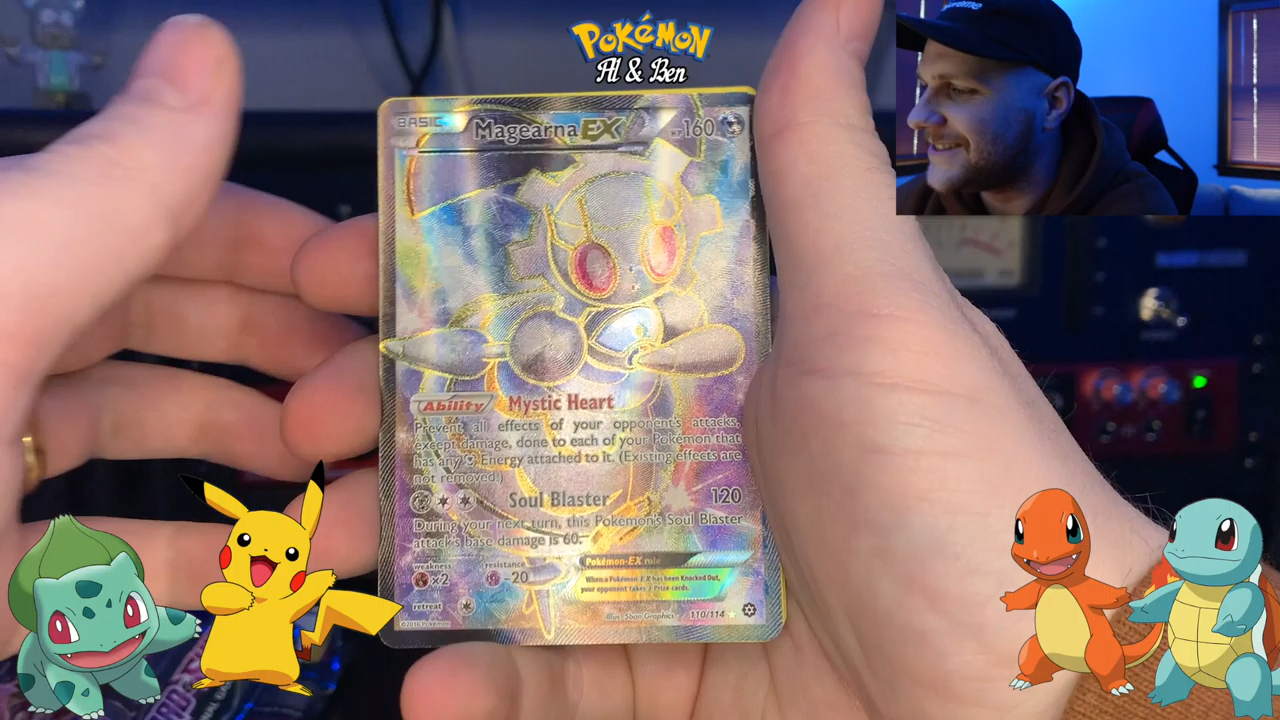 POKÉMON
Al & Ben
BASIC
Magearna EX HP 160
Ability Mystic Heart
Prevent all effects of your opponent's attacks,
except damage, done to each of your Pokémon that
has any Energy attached to it. (Existing effects are
not removed.)
Soul Blaster 120
During your next turn, this Pokémon's Soul Blaster
attack's base damage is 60.
weakness resistance
×2 -20
Pokémon-EX rule
When a Pokémon-EX has been Knocked Out,
your opponent takes 2 Prize cards.
retreat
©2016 Pokémon
Illus. 5ban Graphics 110/114